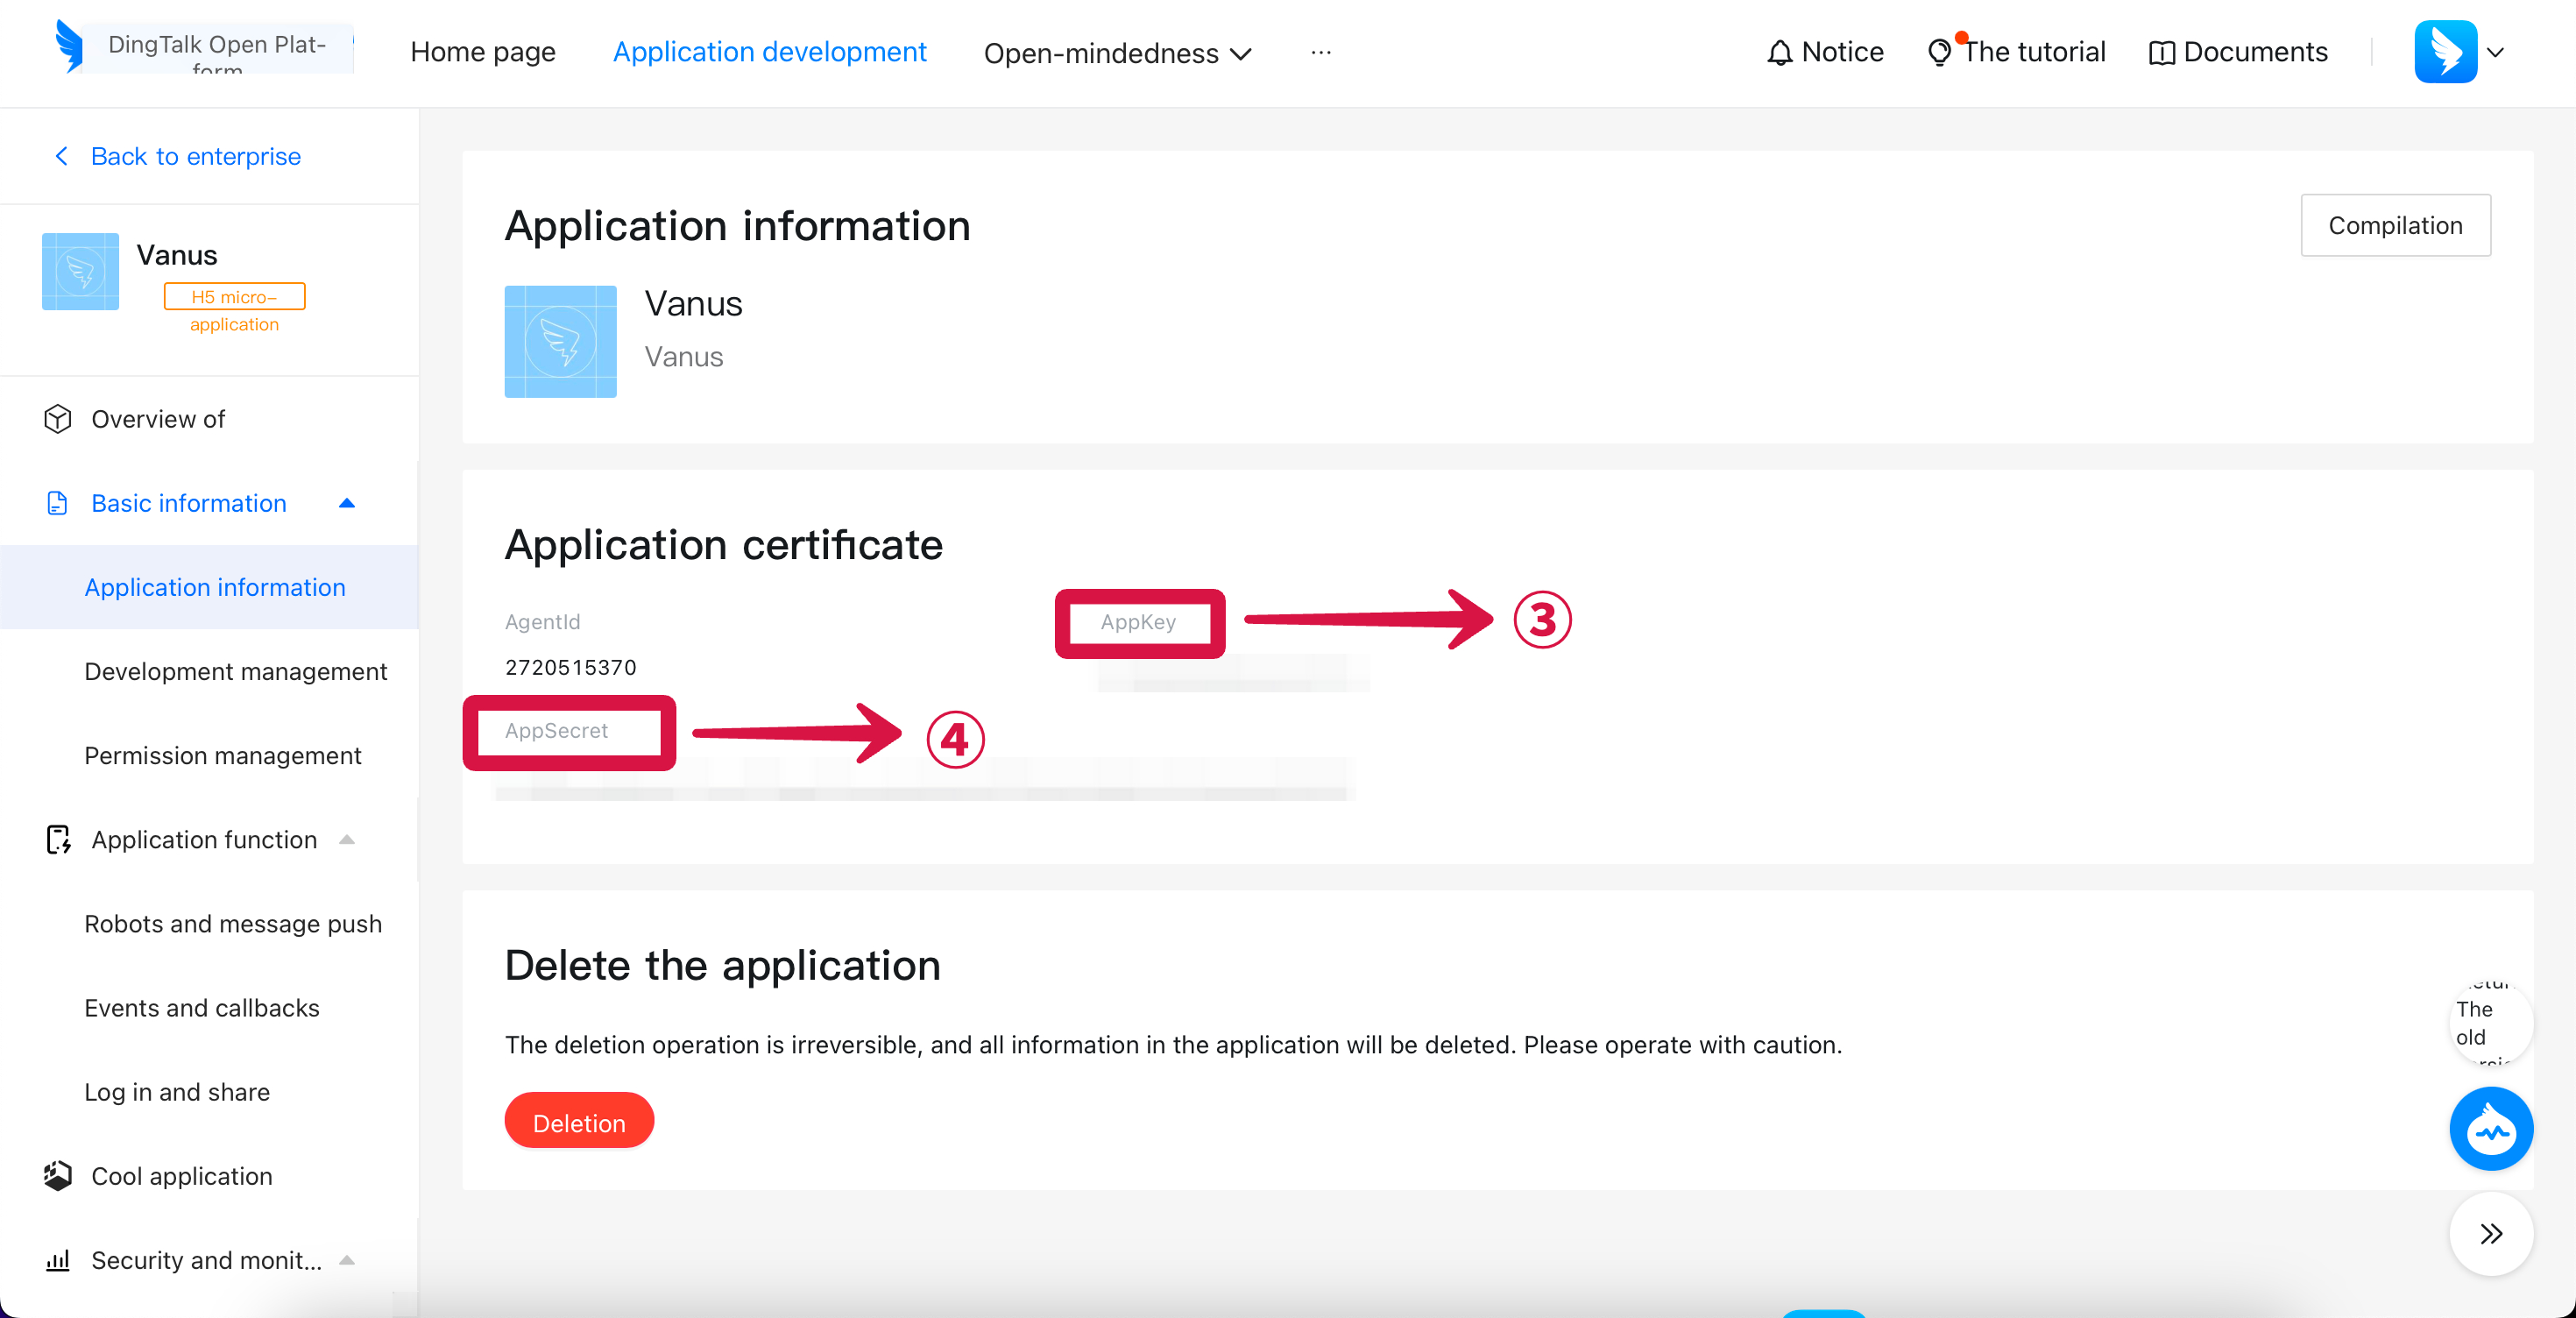 DingTalk Open Plat-
form
Home page
Application development
Open-mindedness
...
Notice
The tutorial
Documents
Back to enterprise
Vanus
H5 micro-
application
Overview of
Basic information
Application information
Development management
Permission management
Application function
Robots and message push
Events and callbacks
Log in and share
Cool application
Security and monit...
Application information
Compilation
Vanus
Vanus
Application certificate
AgentId
AppKey
③
2720515370
AppSecret
④
Delete the application
The deletion operation is irreversible, and all information in the application will be deleted. Please operate with caution.
Deletion
The
old